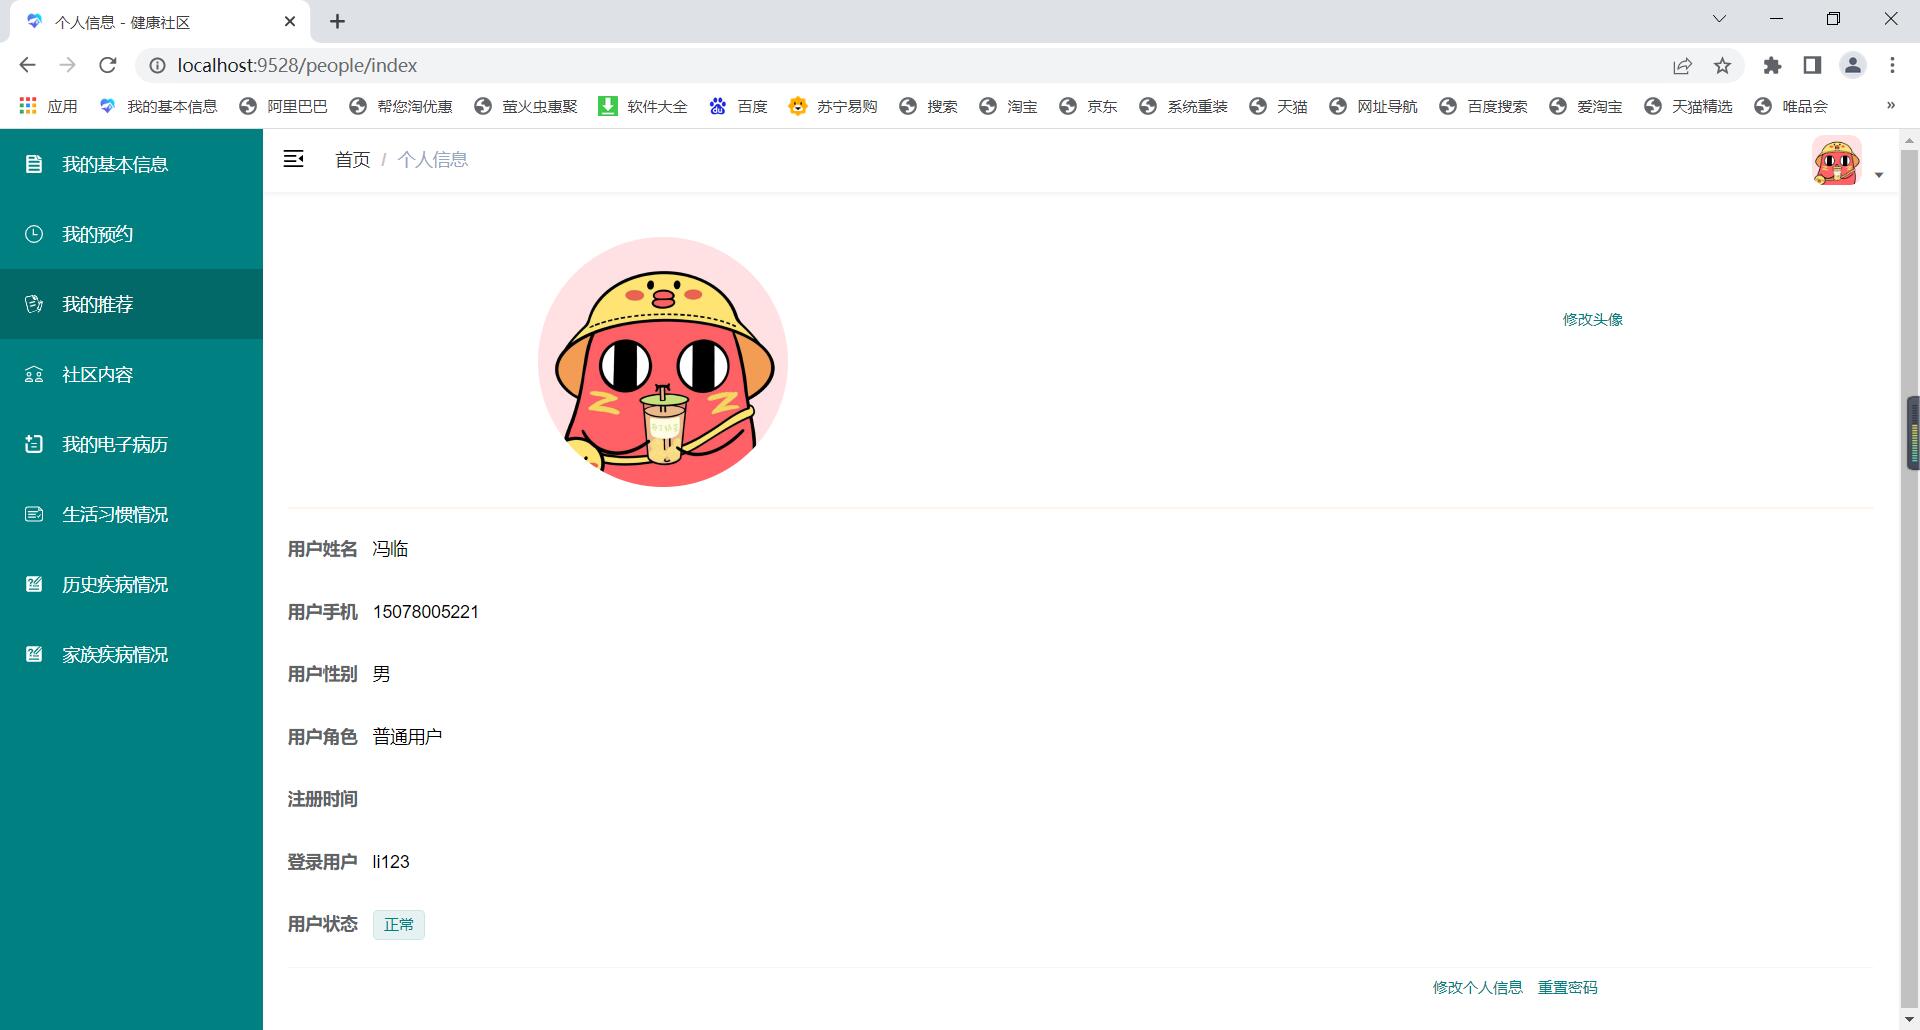 个人信息 - 健康社区
localhost:9528/people/index
应用 我的基本信息 阿里巴巴 帮您淘优惠 萤火虫惠聚 软件大全 百度 苏宁易购 搜索 淘宝 京东 系统重装 天猫 网址导航 百度搜索 爱淘宝 天猫精选 唯品会 »
我的基本信息
我的预约
我的推荐
社区内容
我的电子病历
生活习惯情况
历史疾病情况
家族疾病情况
首页 / 个人信息
修改头像
用户姓名 冯临
用户手机 15078005221
用户性别 男
用户角色 普通用户
注册时间
登录用户 li123
用户状态 正常
修改个人信息 重置密码